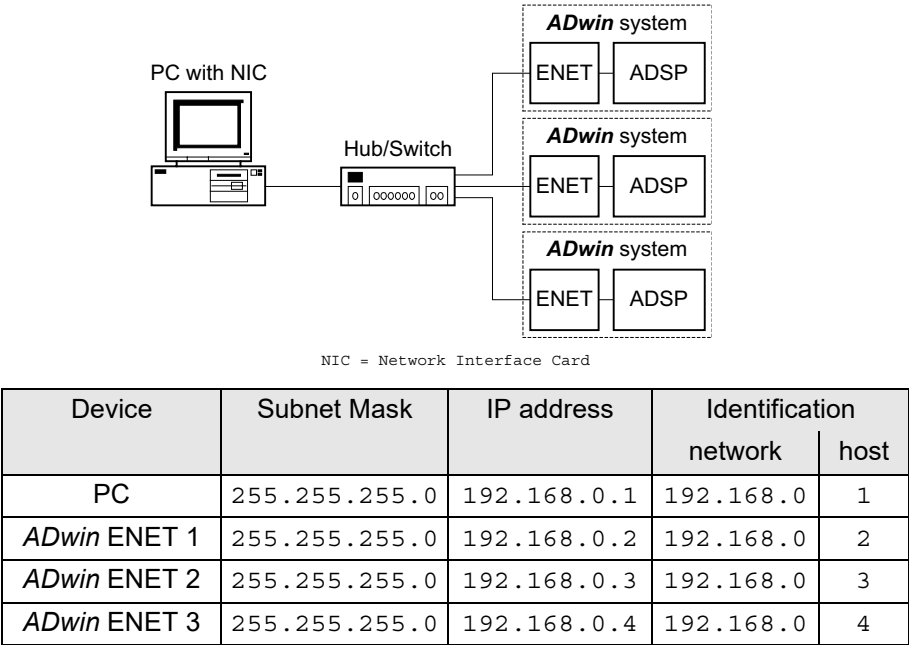 ADwin system
PC with NIC
ENET ADSP
ADwin system
Hub/Switch
ENET ADSP
0 000000 00
ADwin system
ENET ADSP
NIC = Network Interface Card
Device Subnet Mask IP address Identification
network host
PC 255.255.255.0 192.168.0.1 192.168.0 1
ADwin ENET 1 255.255.255.0 192.168.0.2 192.168.0 2
ADwin ENET 2 255.255.255.0 192.168.0.3 192.168.0 3
ADwin ENET 3 255.255.255.0 192.168.0.4 192.168.0 4